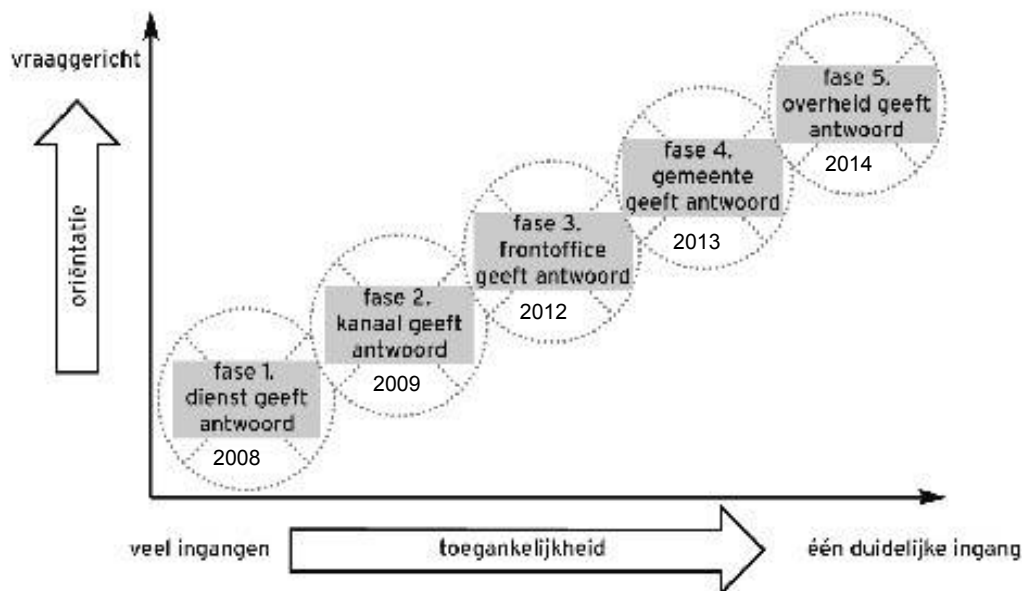 vraaggericht
oriëntatie
fase 5.
overheid geeft
antwoord
2014
fase 4.
gemeente
geeft antwoord
2013
fase 3.
frontoffice
geeft antwoord
2012
fase 2.
kanaal geeft
antwoord
2009
fase 1.
dienst geeft
antwoord
2008
veel ingangen
toegankelijkheid
één duidelijke ingang